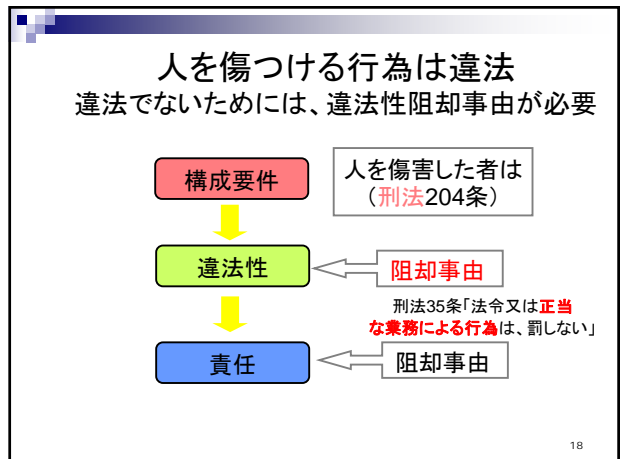 人を傷つける行為は違法
違法でないためには、違法性阻却事由が必要
構成要件
人を傷害した者は
（刑法204条）
違法性
阻却事由
刑法35条「法令又は正当
な業務による行為は、罰しない」
責任
阻却事由
18